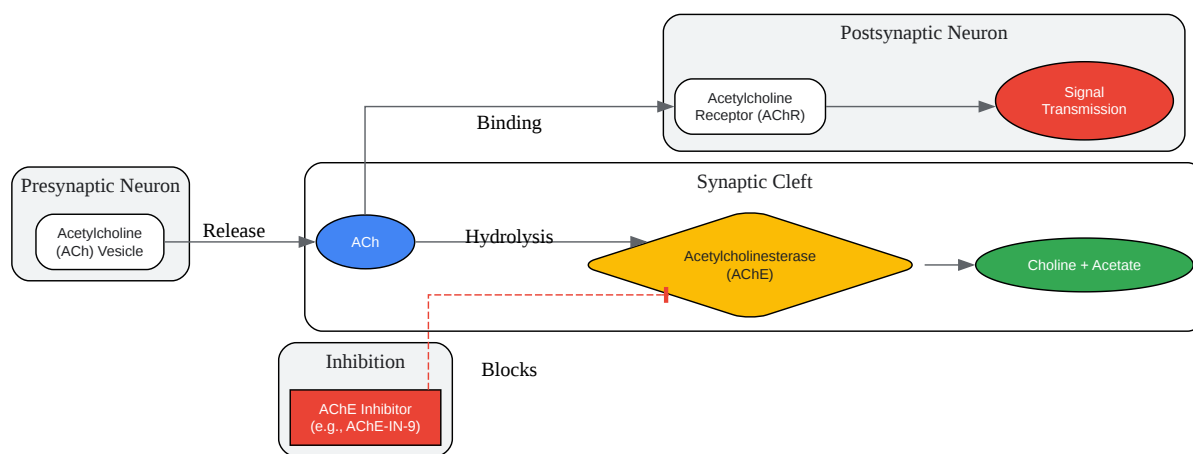 Postsynaptic Neuron
Acetylcholine
Receptor (AChR)
Signal
Transmission
Binding
Synaptic Cleft
Presynaptic Neuron
Acetylcholine
(ACh) Vesicle
Release
ACh
Hydrolysis
Acetylcholinesterase
(AChE)
Choline + Acetate
Inhibition
Blocks
AChE Inhibitor
(e.g., AChE-IN-9)